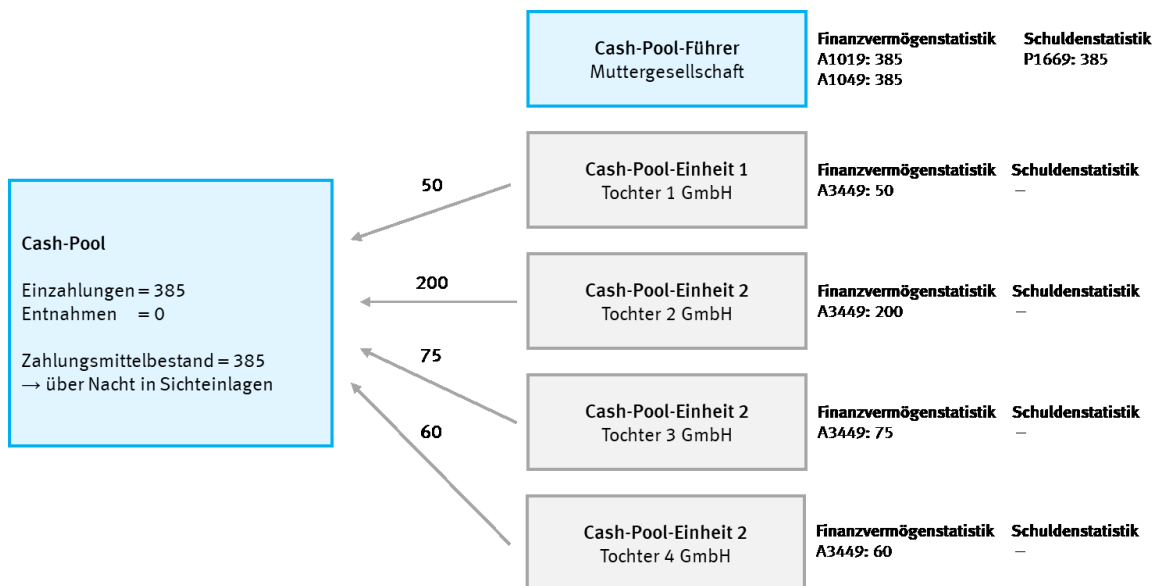 Cash-Pool-Führer
Muttergesellschaft
Finanzvermögenstatistik Schuldenstatistik
A1019: 385 P1669: 385
A1049: 385
Cash-Pool-Einheit 1
Tochter 1 GmbH
Finanzvermögenstatistik Schuldenstatistik
A3449: 50 –
50
Cash-Pool
Einzahlungen = 385
Entnahmen = 0
Zahlungsmittelbestand = 385
→ über Nacht in Sichteinlagen
200
Cash-Pool-Einheit 2
Tochter 2 GmbH
Finanzvermögenstatistik Schuldenstatistik
A3449: 200 –
75
Cash-Pool-Einheit 2
Tochter 3 GmbH
Finanzvermögenstatistik Schuldenstatistik
A3449: 75 –
60
Cash-Pool-Einheit 2
Tochter 4 GmbH
Finanzvermögenstatistik Schuldenstatistik
A3449: 60 –